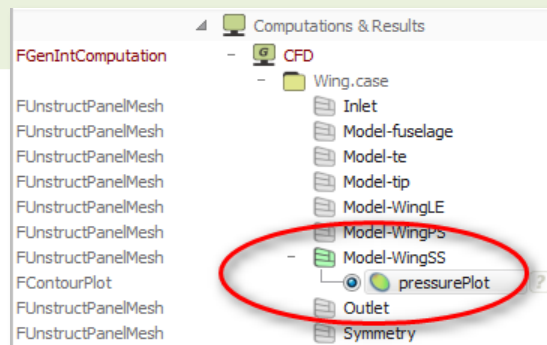 Computations & Results
FGenIntComputation - G CFD
- Wing.case
FUnstructPanelMesh Inlet
FUnstructPanelMesh Model-fuselage
FUnstructPanelMesh Model-te
FUnstructPanelMesh Model-tip
FUnstructPanelMesh Model-WingLE
FUnstructPanelMesh Model-WingPS
FUnstructPanelMesh - Model-WingSS
FContourPlot pressurePlot ?
FUnstructPanelMesh Outlet
FUnstructPanelMesh Symmetry